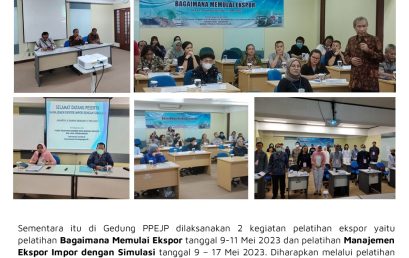 BAGAIMANA MEMULAI EKSPOR
SELAMAT DATANG PESERTA
Sementara itu di Gedung PPEJP dilaksanakan 2 kegiatan pelatihan ekspor yaitu
pelatihan Bagaimana Memulai Ekspor tanggal 9-11 Mei 2023 dan pelatihan Manajemen
Ekspor Impor dengan Simulasi tanggal 9 – 17 Mei 2023. Diharapkan melalui pelatihan